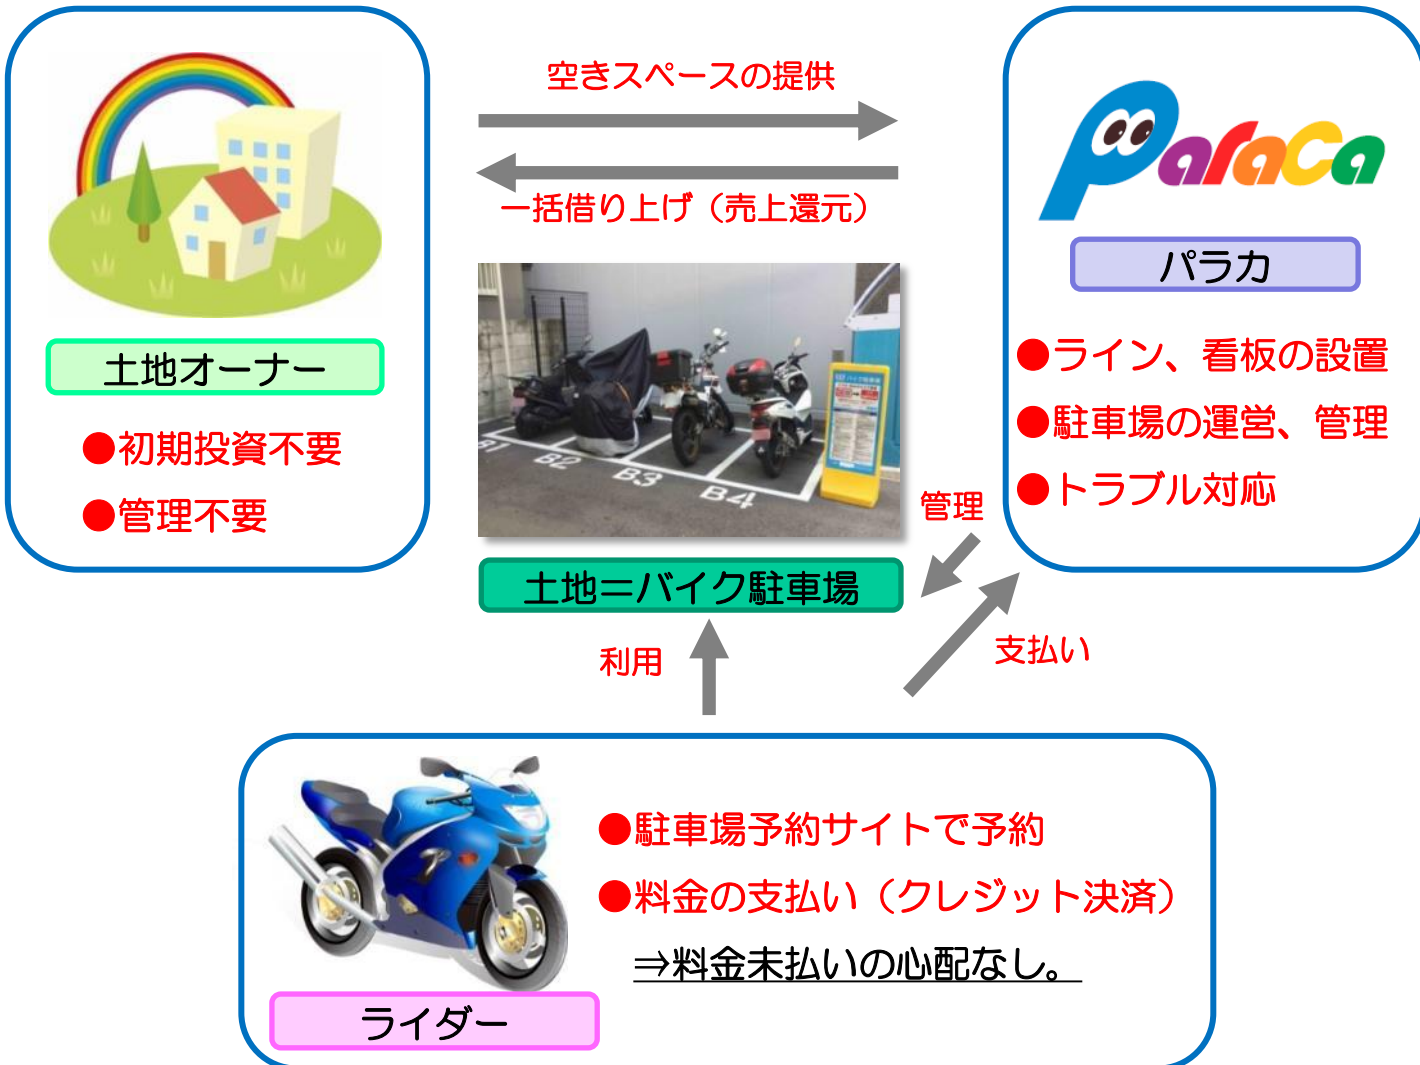 空きスペースの提供
一括借り上げ（売上還元）
土地オーナー
●初期投資不要
●管理不要
ParaCa
パラカ
●ライン、看板の設置
●駐車場の運営、管理
●トラブル対応
B1
B2
B3
B4
バイク駐車場
土地＝バイク駐車場
管理
利用
支払い
●駐車場予約サイトで予約
●料金の支払い（クレジット決済）
⇒料金未払いの心配なし。
ライダー